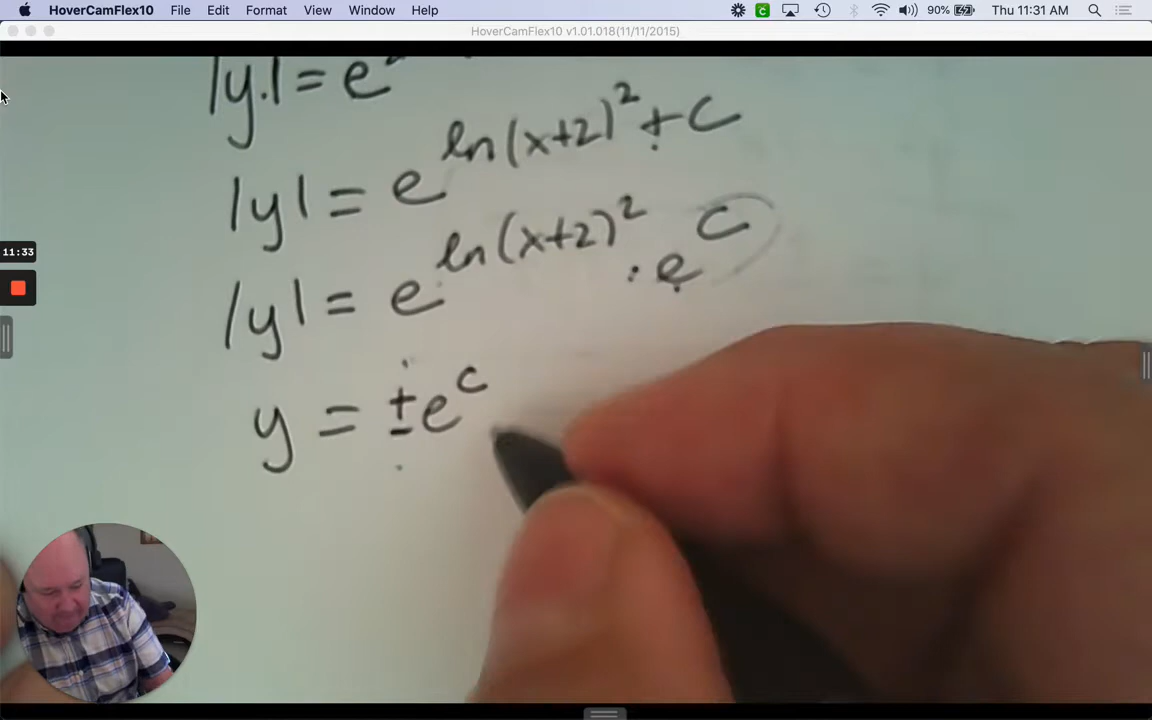 HoverCamFlex10 File Edit Format View Window Help 90% Thu 11:31 AM
HoverCamFlex10 v1.01.018(11/11/2015)
|y| = e
|y| = e^{ln(x+2)^2 + C}
11:33
|y| = e^{ln(x+2)^2} · e^C
y = ±e^C